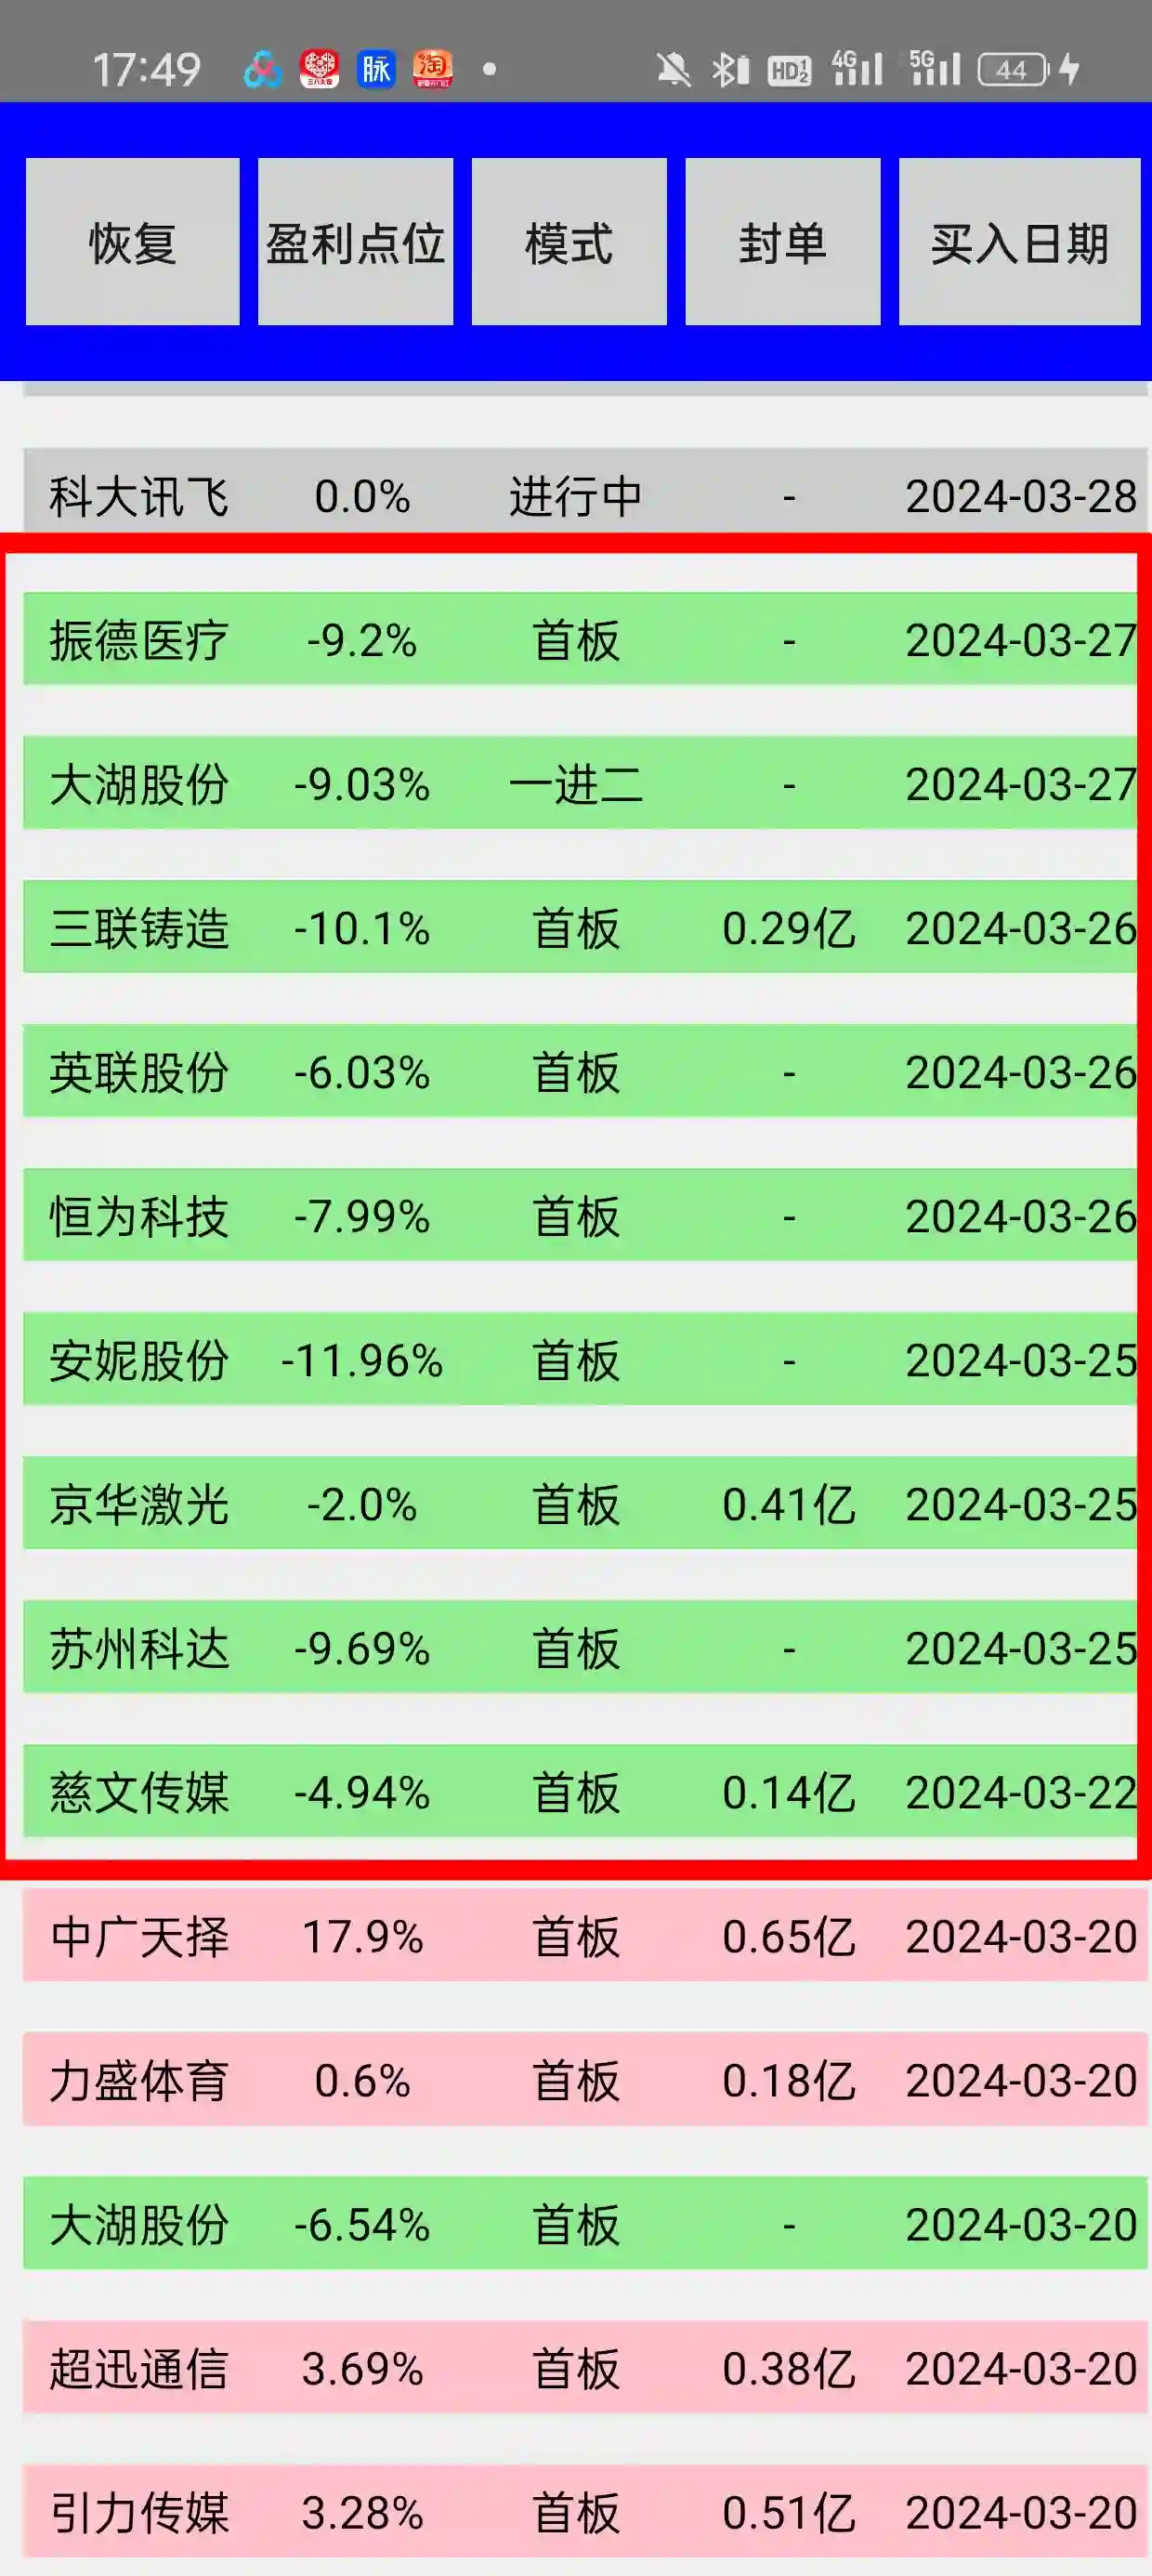 17:49 脉 淘 HD 1 2 4G 5G 44
恢复 盈利点位 模式 封单 买入日期
科大讯飞 0.0% 进行中 - 2024-03-28
振德医疗 -9.2% 首板 - 2024-03-27
大湖股份 -9.03% 一进二 - 2024-03-27
三联铸造 -10.1% 首板 0.29亿 2024-03-26
英联股份 -6.03% 首板 - 2024-03-26
恒为科技 -7.99% 首板 - 2024-03-26
安妮股份 -11.96% 首板 - 2024-03-25
京华激光 -2.0% 首板 0.41亿 2024-03-25
苏州科达 -9.69% 首板 - 2024-03-25
慈文传媒 -4.94% 首板 0.14亿 2024-03-22
中广天择 17.9% 首板 0.65亿 2024-03-20
力盛体育 0.6% 首板 0.18亿 2024-03-20
大湖股份 -6.54% 首板 - 2024-03-20
超迅通信 3.69% 首板 0.38亿 2024-03-20
引力传媒 3.28% 首板 0.51亿 2024-03-20